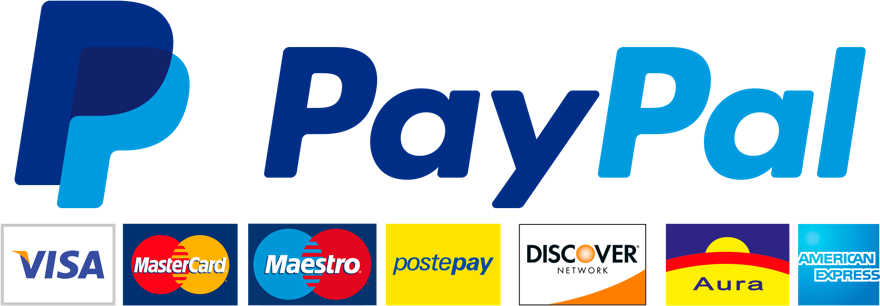 PayPal
VISA
MasterCard
Maestro
postepay
DISCOVER®
NETWORK
Aura
AMERICAN
EXPRESS